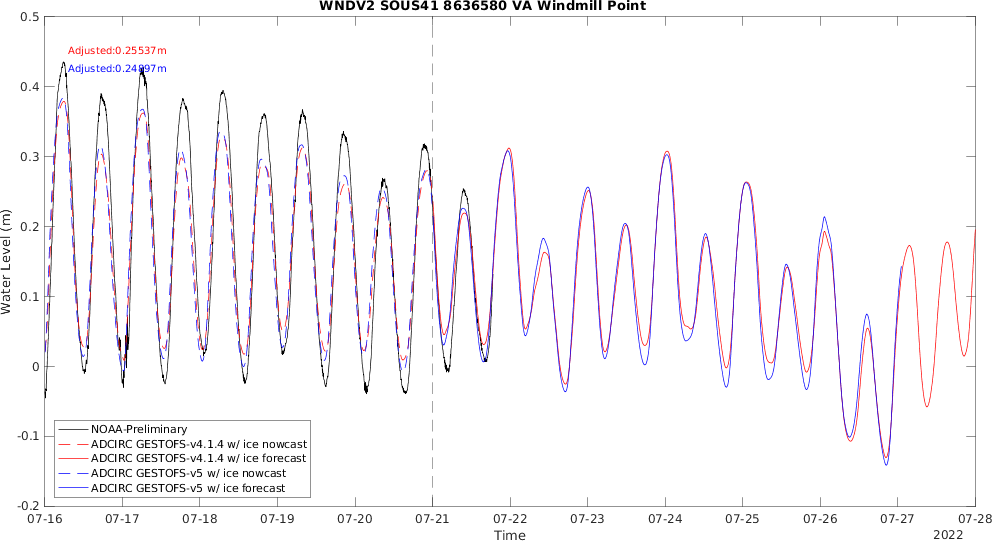 WNDV2 SOUS41 8636580 VA Windmill Point
0.5
Adjusted:0.25537m
Adjusted:0.24897m
0.4
0.3
0.2
0.1
0
-0.1
-0.2
Water Level (m)
NOAA-Preliminary
ADCIRC GESTOFS-v4.1.4 w/ ice nowcast
ADCIRC GESTOFS-v4.1.4 w/ ice forecast
ADCIRC GESTOFS-v5 w/ ice nowcast
ADCIRC GESTOFS-v5 w/ ice forecast
07-16 07-17 07-18 07-19 07-20 07-21 07-22 07-23 07-24 07-25 07-26 07-27 07-28
Time
2022